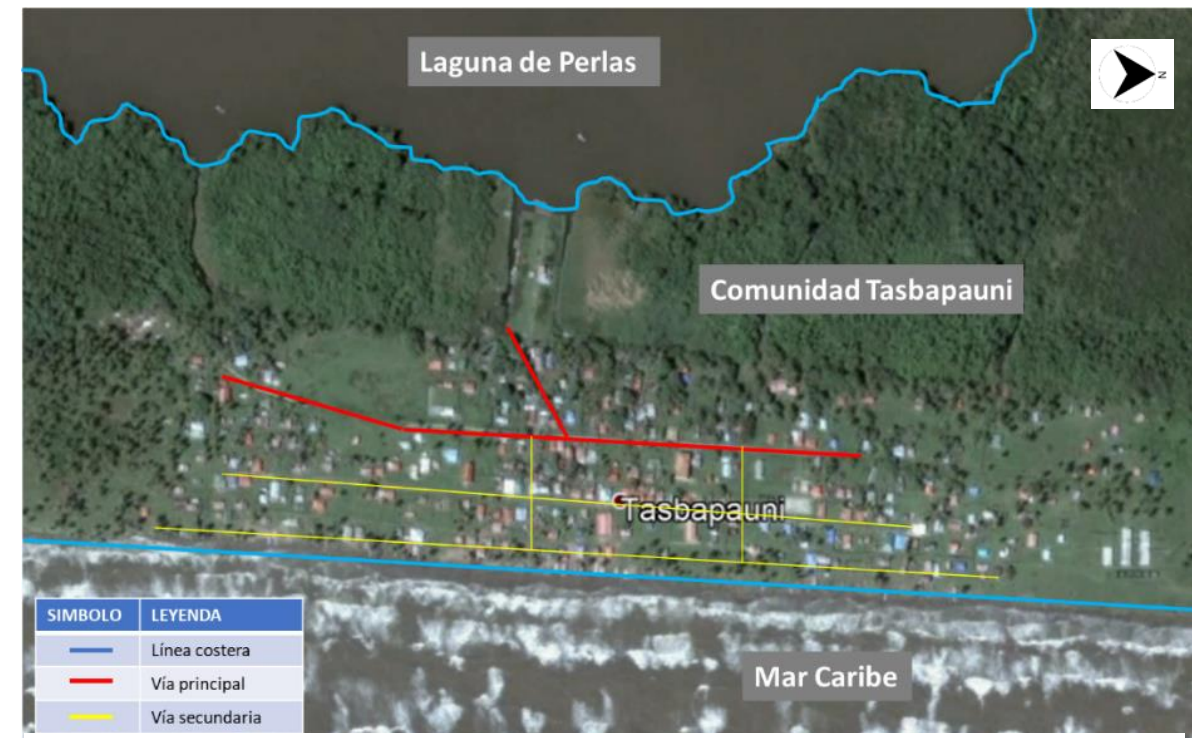 Laguna de Perlas
N
Comunidad Tasbapauni
Tasbapauni
SIMBOLO LEYENDA
Línea costera
Vía principal
Vía secundaria
Mar Caribe